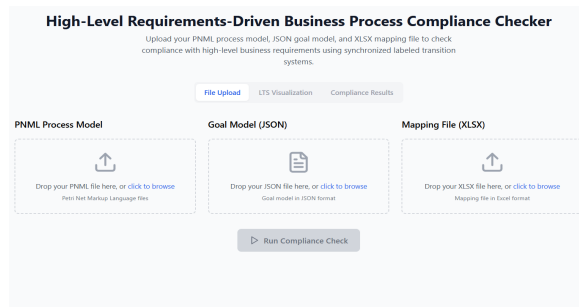 High-Level Requirements-Driven Business Process Compliance Checker
Upload your PNML process model, JSON goal model, and XLSX mapping file to check
compliance with high-level business requirements using synchronized labeled transition
systems.
File Upload LTS Visualization Compliance Results
PNML Process Model Goal Model (JSON) Mapping File (XLSX)
Drop your PNML file here, or click to browse Drop your JSON file here, or click to browse Drop your XLSX file here, or click to browse
Petri Net Markup Language files Goal model in JSON format Mapping file in Excel format
Run Compliance Check